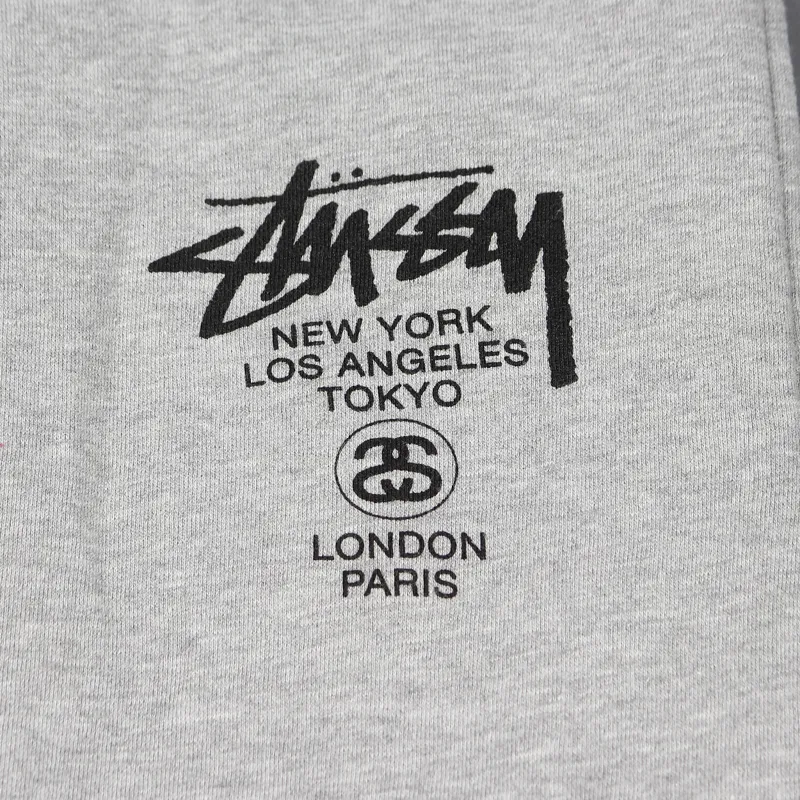 Stüssy
NEW YORK
LOS ANGELES
TOKYO
SS
LONDON
PARIS